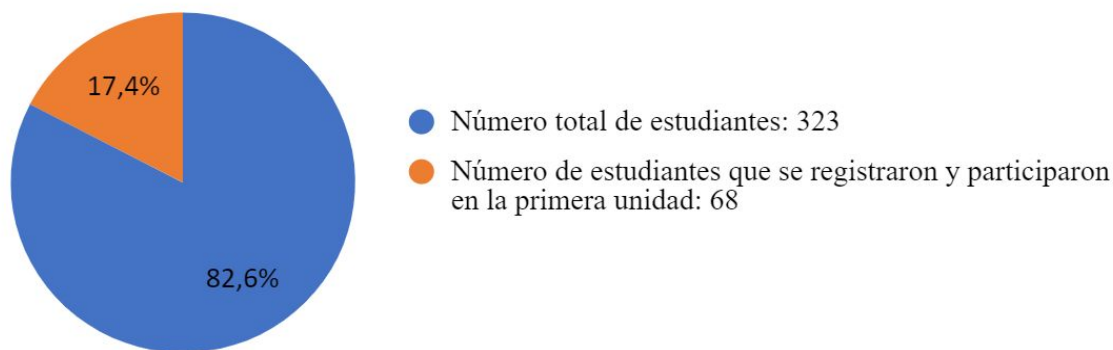 17,4%
Número total de estudiantes: 323
Número de estudiantes que se registraron y participaron
en la primera unidad: 68
82,6%